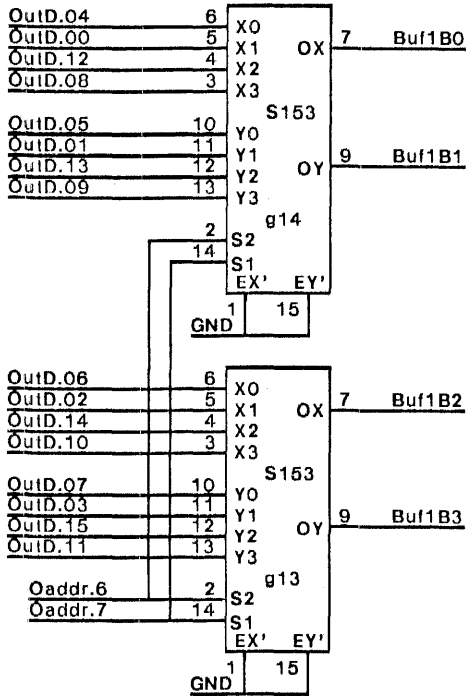 OutD.04 6 X0 OX 7 Buf1B0
OutD.00 5 X1
OutD.12 4 X2
OutD.08 3 X3
S153
OutD.05 10 Y0
OutD.01 11 Y1 OY 9 Buf1B1
OutD.13 12 Y2
OutD.09 13 Y3
g14
2 S2
14 S1
EX' EY'
1 15
GND
OutD.06 6 X0
OutD.02 5 X1 OX 7 Buf1B2
OutD.14 4 X2
OutD.10 3 X3
S153
OutD.07 10 Y0
OutD.03 11 Y1
OutD.15 12 Y2 OY 9 Buf1B3
OutD.11 13 Y3
g13
Oaddr.6 2 S2
Oaddr.7 14 S1
EX' EY'
1 15
GND